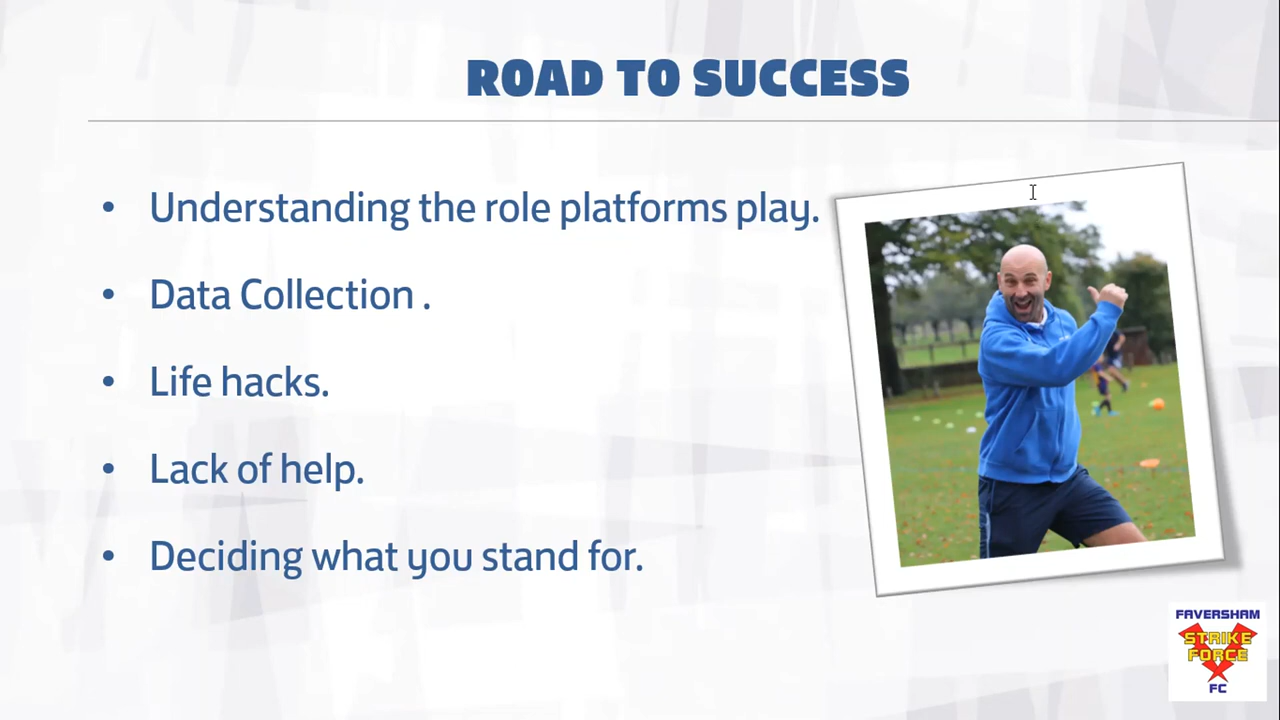 ROAD TO SUCCESS
• Understanding the role platforms play.
• Data Collection .
• Life hacks.
• Lack of help.
• Deciding what you stand for.
FAVERSHAM
STRIKE
FORCE
FC